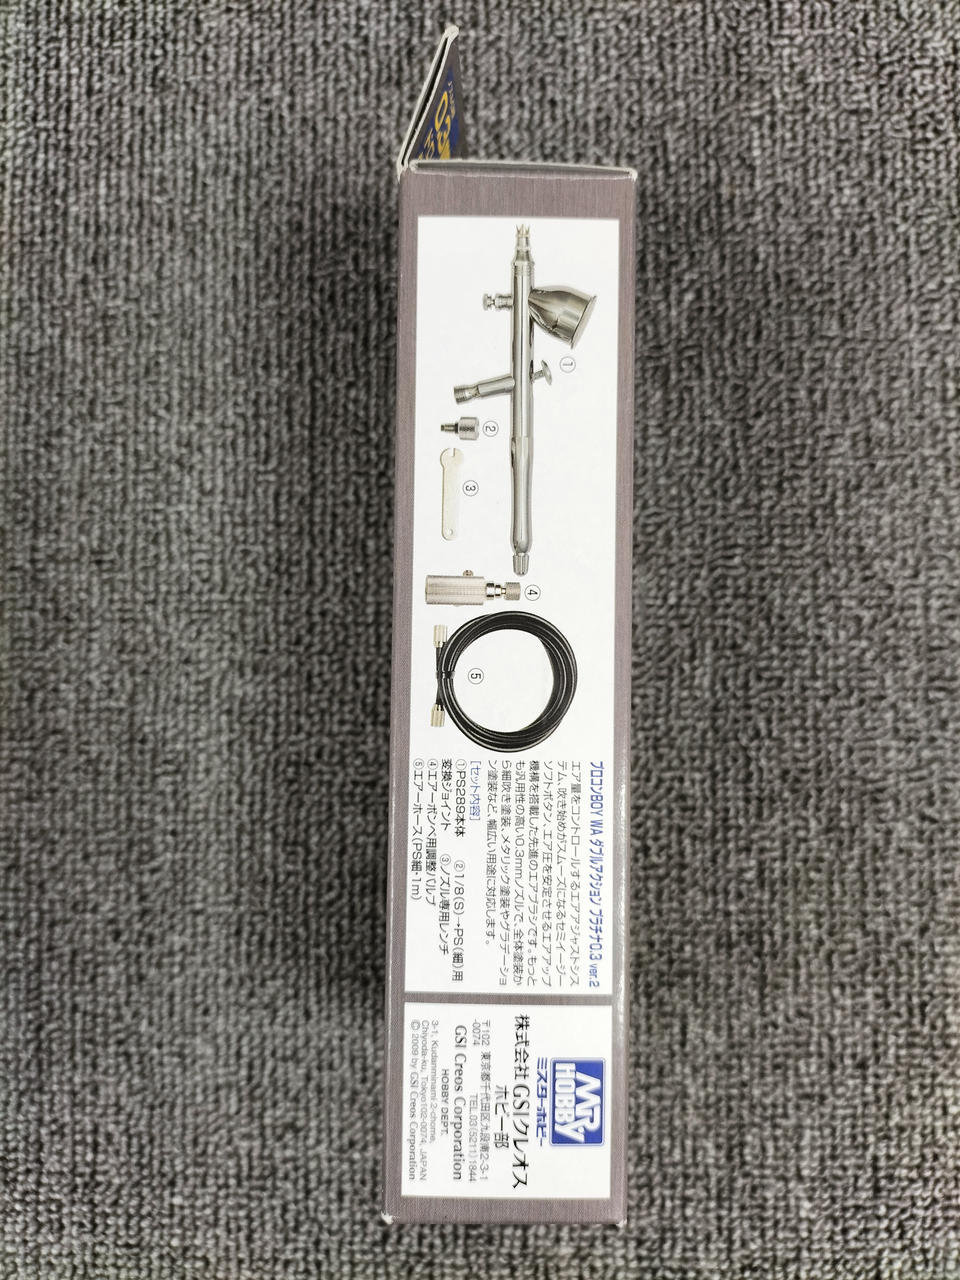 0.3
①
②
③
④
⑤
プロコンBOY WA ダブルアクション プラチナ0.3 ver.2
エア量をコントロールするエアアジャストシス
テム、吹き始めがスムーズになるセミイージー
ソフトボタン、エア圧を安定させるエアアップ
機構を搭載した先進のエアブラシです。もっと
も汎用性の高い0.3mmノズルで、全体塗装か
ら細吹き塗装、メタリック塗装やグラデーショ
ン塗装など、幅広い用途に対応します。
[セット内容]
①PS289本体 ②1/8(S)→PS(細)用
変換ジョイント ③ノズル専用レンチ
④エアーボンベ用調整バルブ
⑤エアーホース(PS細・1m)
Mr. HOBBY
ミスターホビー
株式会社 GSIクレオス
ホビー部
〒102-0074 東京都千代田区九段南2-3-1
TEL.03(5211)1844
GSI Creos Corporation
HOBBY DEPT.
3-1, Kudanminami 2-chome,
Chiyoda-ku, Tokyo102-0074, JAPAN
© 2009 by GSI Creos Corporation